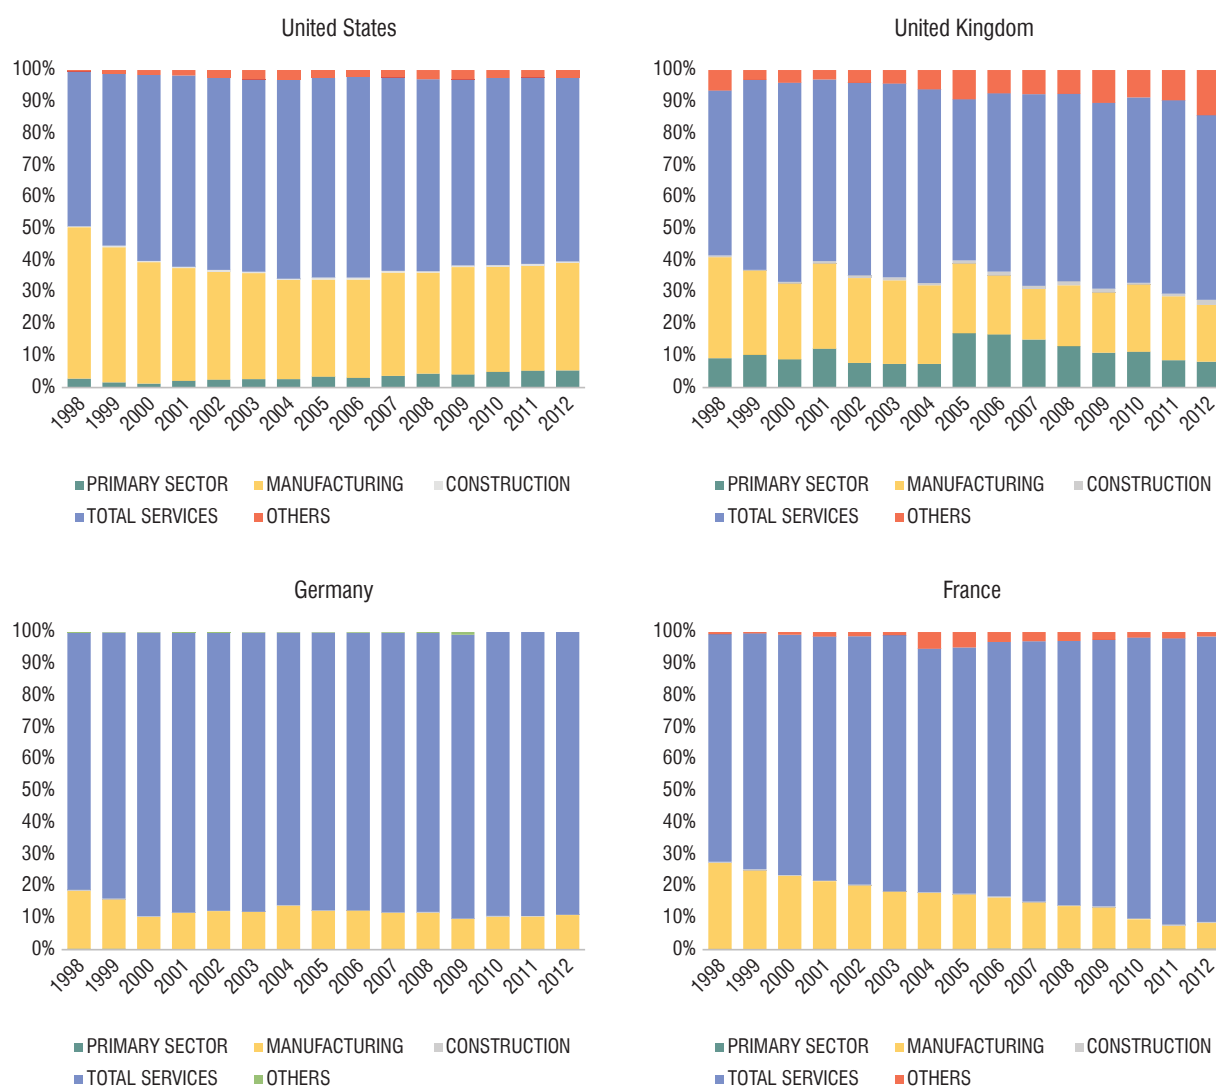 United States
100%
90%
80%
70%
60%
50%
40%
30%
20%
10%
0%
1998 1999 2000 2001 2002 2003 2004 2005 2006 2007 2008 2009 2010 2011 2012
PRIMARY SECTOR MANUFACTURING CONSTRUCTION
TOTAL SERVICES OTHERS
United Kingdom
100%
90%
80%
70%
60%
50%
40%
30%
20%
10%
0%
1998 1999 2000 2001 2002 2003 2004 2005 2006 2007 2008 2009 2010 2011 2012
PRIMARY SECTOR MANUFACTURING CONSTRUCTION
TOTAL SERVICES OTHERS
Germany
100%
90%
80%
70%
60%
50%
40%
30%
20%
10%
0%
1998 1999 2000 2001 2002 2003 2004 2005 2006 2007 2008 2009 2010 2011 2012
PRIMARY SECTOR MANUFACTURING CONSTRUCTION
TOTAL SERVICES OTHERS
France
100%
90%
80%
70%
60%
50%
40%
30%
20%
10%
0%
1998 1999 2000 2001 2002 2003 2004 2005 2006 2007 2008 2009 2010 2011 2012
PRIMARY SECTOR MANUFACTURING CONSTRUCTION
TOTAL SERVICES OTHERS